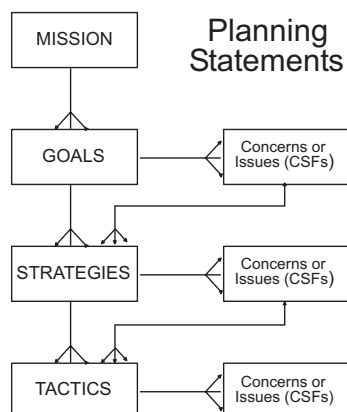 Planning
Statements
MISSION
GOALS
Concerns or
Issues (CSFs)
STRATEGIES
Concerns or
Issues (CSFs)
TACTICS
Concerns or
Issues (CSFs)